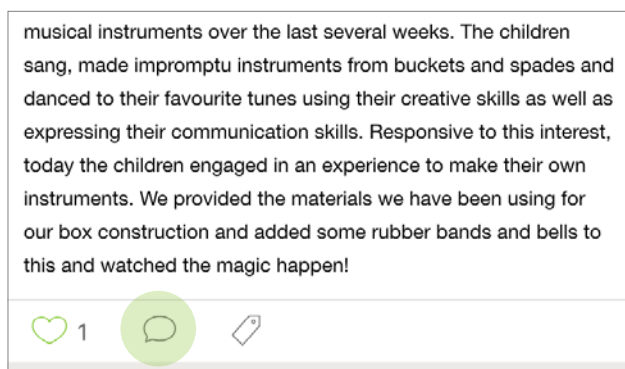 musical instruments over the last several weeks. The children
sang, made impromptu instruments from buckets and spades and
danced to their favourite tunes using their creative skills as well as
expressing their communication skills. Responsive to this interest,
today the children engaged in an experience to make their own
instruments. We provided the materials we have been using for
our box construction and added some rubber bands and bells to
this and watched the magic happen!
1